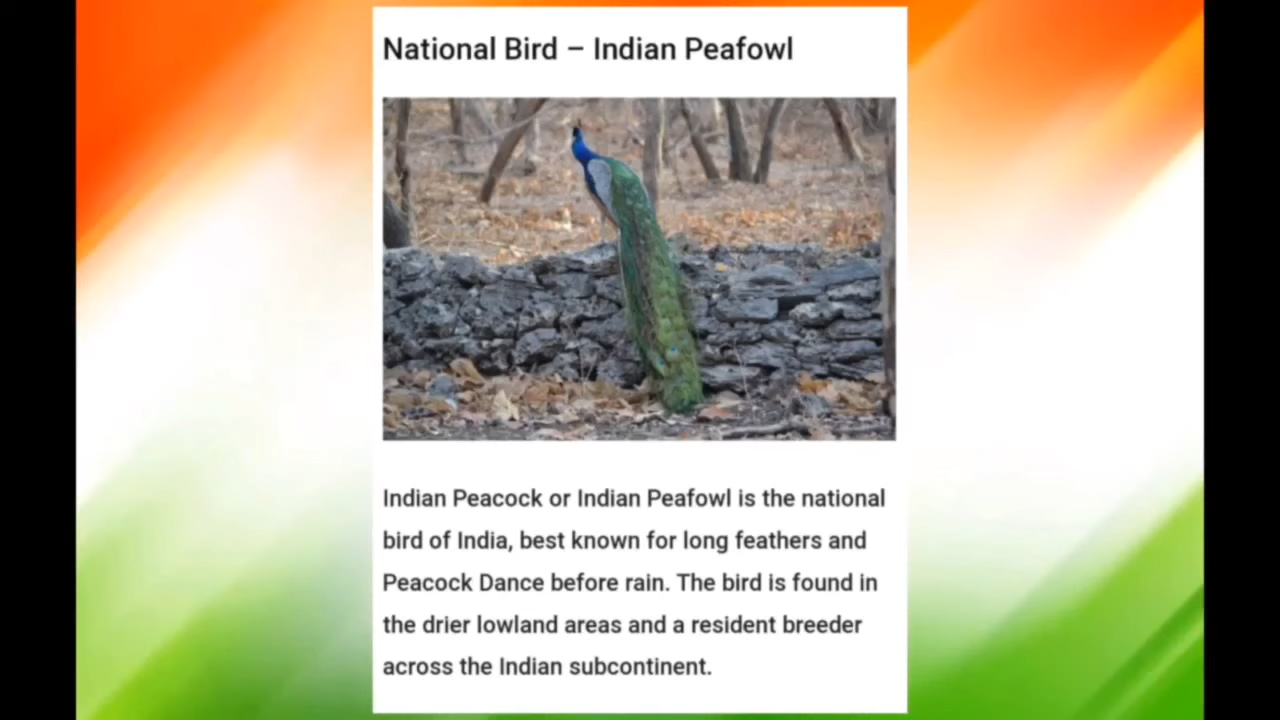 National Bird – Indian Peafowl
Indian Peacock or Indian Peafowl is the national
bird of India, best known for long feathers and
Peacock Dance before rain. The bird is found in
the drier lowland areas and a resident breeder
across the Indian subcontinent.